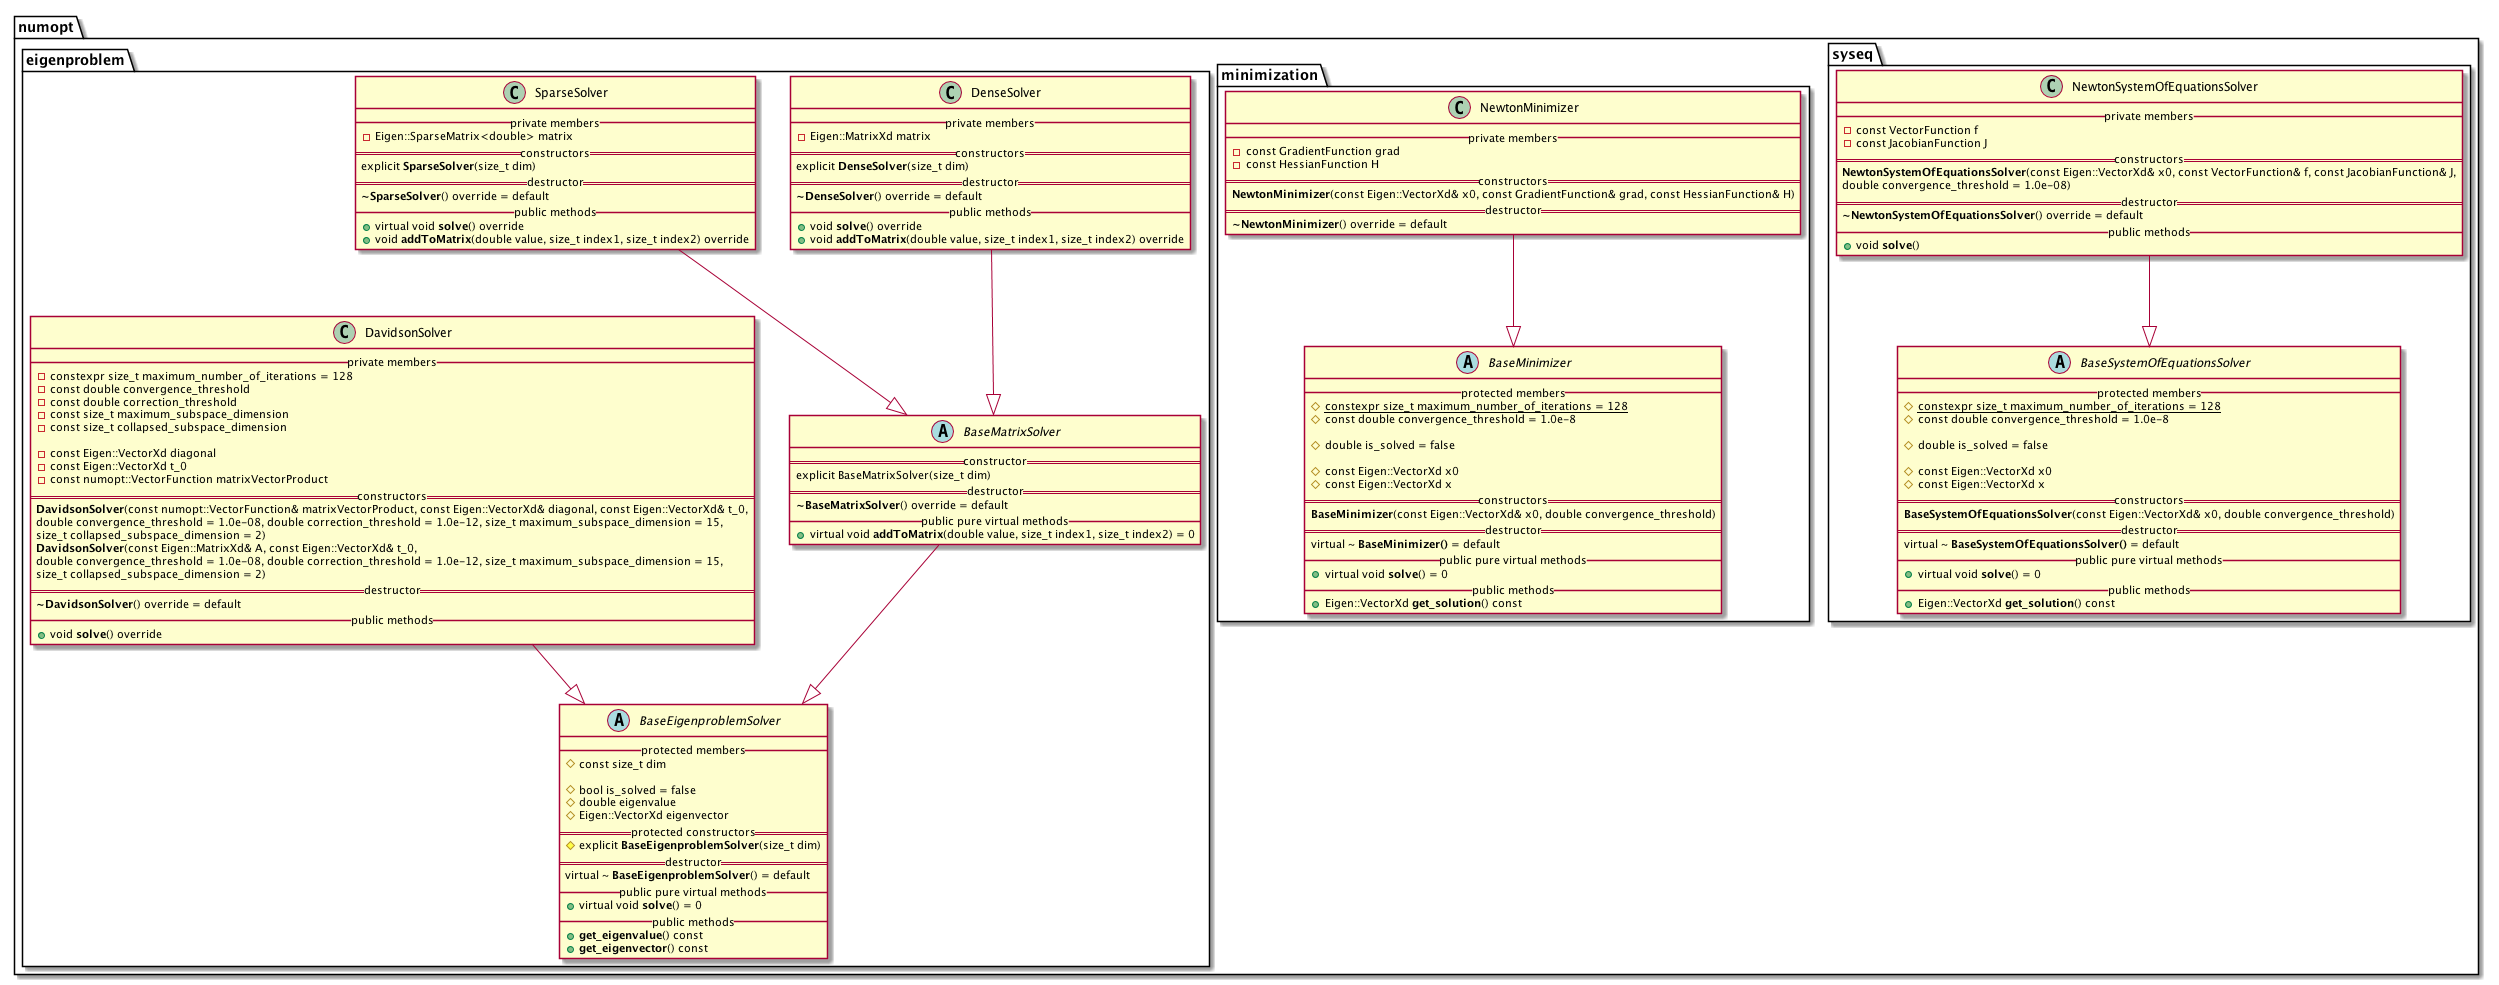 numopt
eigenproblem
SparseSolver
private members
Eigen::SparseMatrix<double> matrix
constructors
explicit SparseSolver(size_t dim)
destructor
~SparseSolver() override = default
public methods
virtual void solve() override
void addToMatrix(double value, size_t index1, size_t index2) override
DenseSolver
private members
Eigen::MatrixXd matrix
constructors
explicit DenseSolver(size_t dim)
destructor
~DenseSolver() override = default
public methods
void solve() override
void addToMatrix(double value, size_t index1, size_t index2) override
DavidsonSolver
private members
constexpr size_t maximum_number_of_iterations = 128
const double convergence_threshold
const double correction_threshold
const size_t maximum_subspace_dimension
const size_t collapsed_subspace_dimension
const Eigen::VectorXd diagonal
const Eigen::VectorXd t_0
const numopt::VectorFunction matrixVectorProduct
constructors
DavidsonSolver(const numopt::VectorFunction& matrixVectorProduct, const Eigen::VectorXd& diagonal, const Eigen::VectorXd& t_0,
double convergence_threshold = 1.0e-08, double correction_threshold = 1.0e-12, size_t maximum_subspace_dimension = 15,
size_t collapsed_subspace_dimension = 2)
DavidsonSolver(const Eigen::MatrixXd& A, const Eigen::VectorXd& t_0,
double convergence_threshold = 1.0e-08, double correction_threshold = 1.0e-12, size_t maximum_subspace_dimension = 15,
size_t collapsed_subspace_dimension = 2)
destructor
~DavidsonSolver() override = default
public methods
void solve() override
BaseMatrixSolver
constructor
explicit BaseMatrixSolver(size_t dim)
destructor
~BaseMatrixSolver() override = default
public pure virtual methods
virtual void addToMatrix(double value, size_t index1, size_t index2) = 0
BaseEigenproblemSolver
protected members
const size_t dim
bool is_solved = false
double eigenvalue
Eigen::VectorXd eigenvector
protected constructors
explicit BaseEigenproblemSolver(size_t dim)
destructor
virtual ~ BaseEigenproblemSolver() = default
public pure virtual methods
virtual void solve() = 0
public methods
get_eigenvalue() const
get_eigenvector() const
minimization
NewtonMinimizer
private members
const GradientFunction grad
const HessianFunction H
constructors
NewtonMinimizer(const Eigen::VectorXd& x0, const GradientFunction& grad, const HessianFunction& H)
destructor
~NewtonMinimizer() override = default
BaseMinimizer
protected members
constexpr size_t maximum_number_of_iterations = 128
const double convergence_threshold = 1.0e-8
double is_solved = false
const Eigen::VectorXd x0
const Eigen::VectorXd x
constructors
BaseMinimizer(const Eigen::VectorXd& x0, double convergence_threshold)
destructor
virtual ~ BaseMinimizer() = default
public pure virtual methods
virtual void solve() = 0
public methods
Eigen::VectorXd get_solution() const
syseq
NewtonSystemOfEquationsSolver
private members
const VectorFunction f
const JacobianFunction J
constructors
NewtonSystemOfEquationsSolver(const Eigen::VectorXd& x0, const VectorFunction& f, const JacobianFunction& J,
double convergence_threshold = 1.0e-08)
destructor
~NewtonSystemOfEquationsSolver() override = default
public methods
void solve()
BaseSystemOfEquationsSolver
protected members
constexpr size_t maximum_number_of_iterations = 128
const double convergence_threshold = 1.0e-8
double is_solved = false
const Eigen::VectorXd x0
const Eigen::VectorXd x
constructors
BaseSystemOfEquationsSolver(const Eigen::VectorXd& x0, double convergence_threshold)
destructor
virtual ~ BaseSystemOfEquationsSolver() = default
public pure virtual methods
virtual void solve() = 0
public methods
Eigen::VectorXd get_solution() const